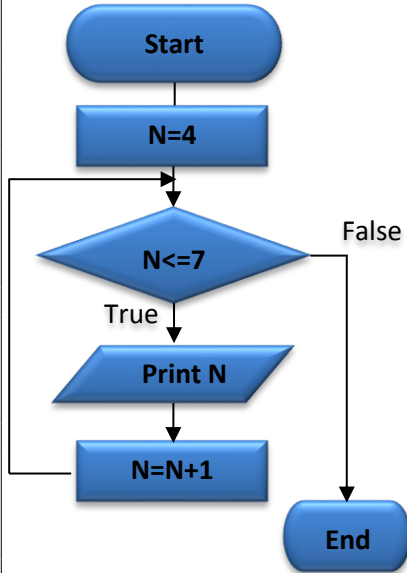 Start
N=4
N<=7
False
True
Print N
N=N+1
End